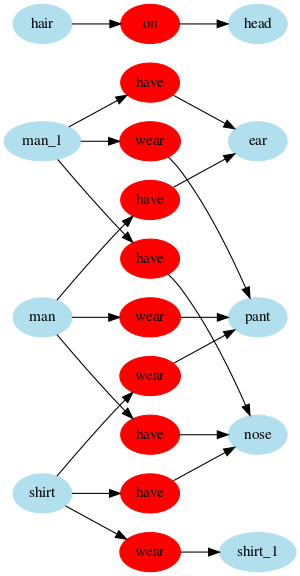 hair on head
have
man_1 wear ear
have
have
man wear pant
wear
have nose
shirt have
wear shirt_1